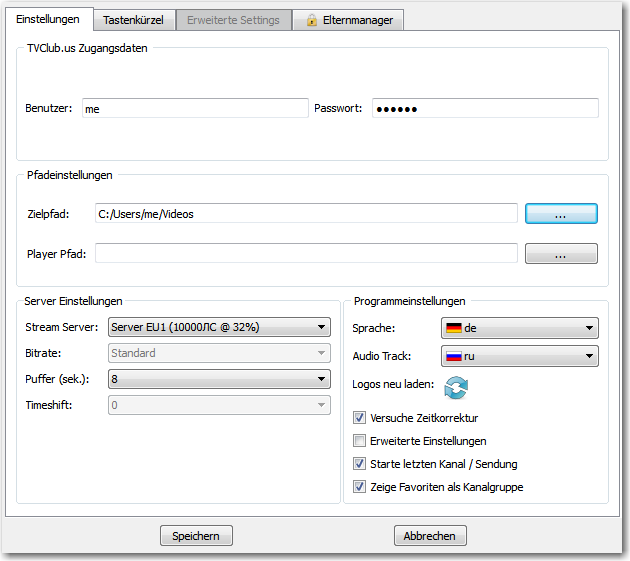 Einstellungen Tastenkürzel Erweiterte Settings Elternmanager
TVClub.us Zugangsdaten
Benutzer: me Passwort: ●●●●●●
Pfadeinstellungen
Zielpfad: C:/Users/me/Videos ...
Player Pfad: ...
Server Einstellungen
Stream Server: Server EU1 (10000ЛС @ 32%)
Bitrate: Standard
Puffer (sek.): 8
Timeshift: 0
Programmeinstellungen
Sprache: de
Audio Track: ru
Logos neu laden:
Versuche Zeitkorrektur
Erweiterte Einstellungen
Starte letzten Kanal / Sendung
Zeige Favoriten als Kanalgruppe
Speichern Abbrechen